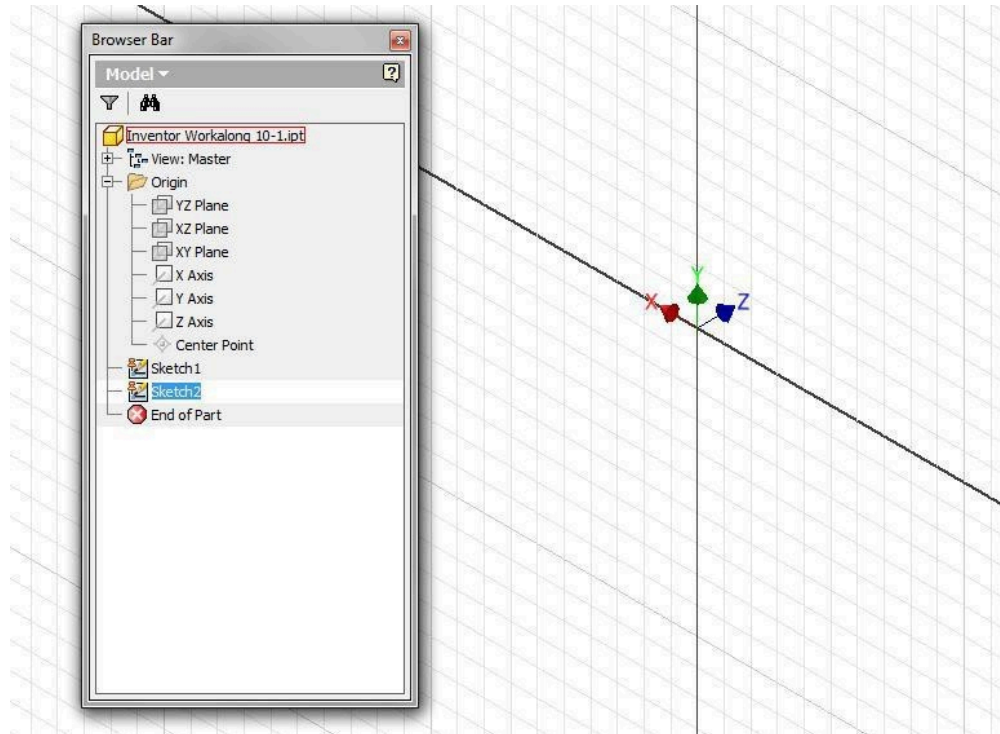 Browser Bar
Model
Inventor Workalong 10-1.ipt
View: Master
Origin
YZ Plane
XZ Plane
XY Plane
X Axis
Y Axis
Z Axis
Center Point
Sketch1
Sketch2
End of Part
Y
X
Z